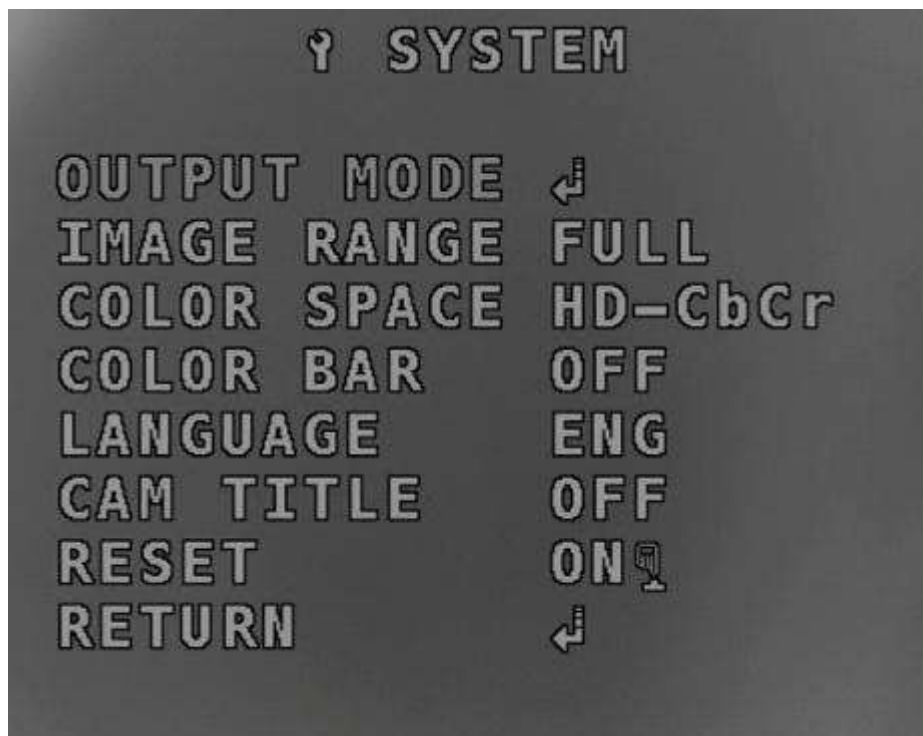 SYSTEM
OUTPUT MODE ↲
IMAGE RANGE FULL
COLOR SPACE HD-CbCr
COLOR BAR OFF
LANGUAGE ENG
CAM TITLE OFF
RESET ON
RETURN ↲